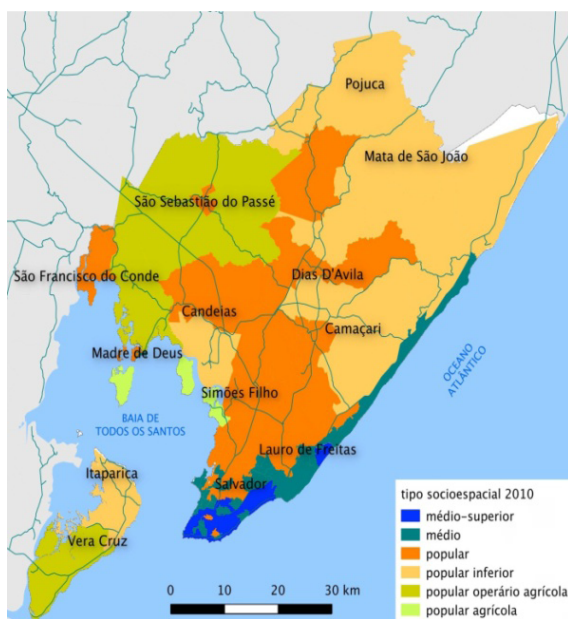 Pojuca
Mata de São João
São Sebastião do Passé
São Francisco do Conde
Dias D'Avila
Candeias
Camaçari
Madre de Deus
OCEANO
ATLÂNTICO
Simões Filho
BAIA DE
TODOS OS SANTOS
Lauro de Freitas
Itaparica
Salvador
Vera Cruz
tipo socioespacial 2010
médio-superior
médio
popular
popular inferior
popular operário agrícola
popular agrícola
0 10 20 30 km